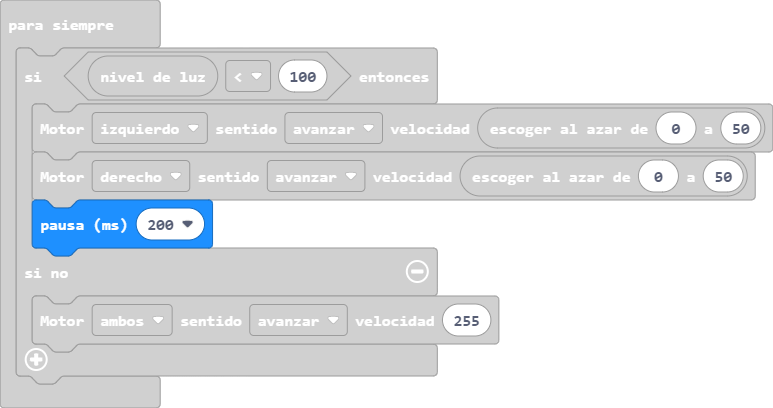 para siempre
si nivel de luz < 100 entonces
Motor izquierdo sentido avanzar velocidad escoger al azar de 0 a 50
Motor derecho sentido avanzar velocidad escoger al azar de 0 a 50
pausa (ms) 200
si no
Motor ambos sentido avanzar velocidad 255